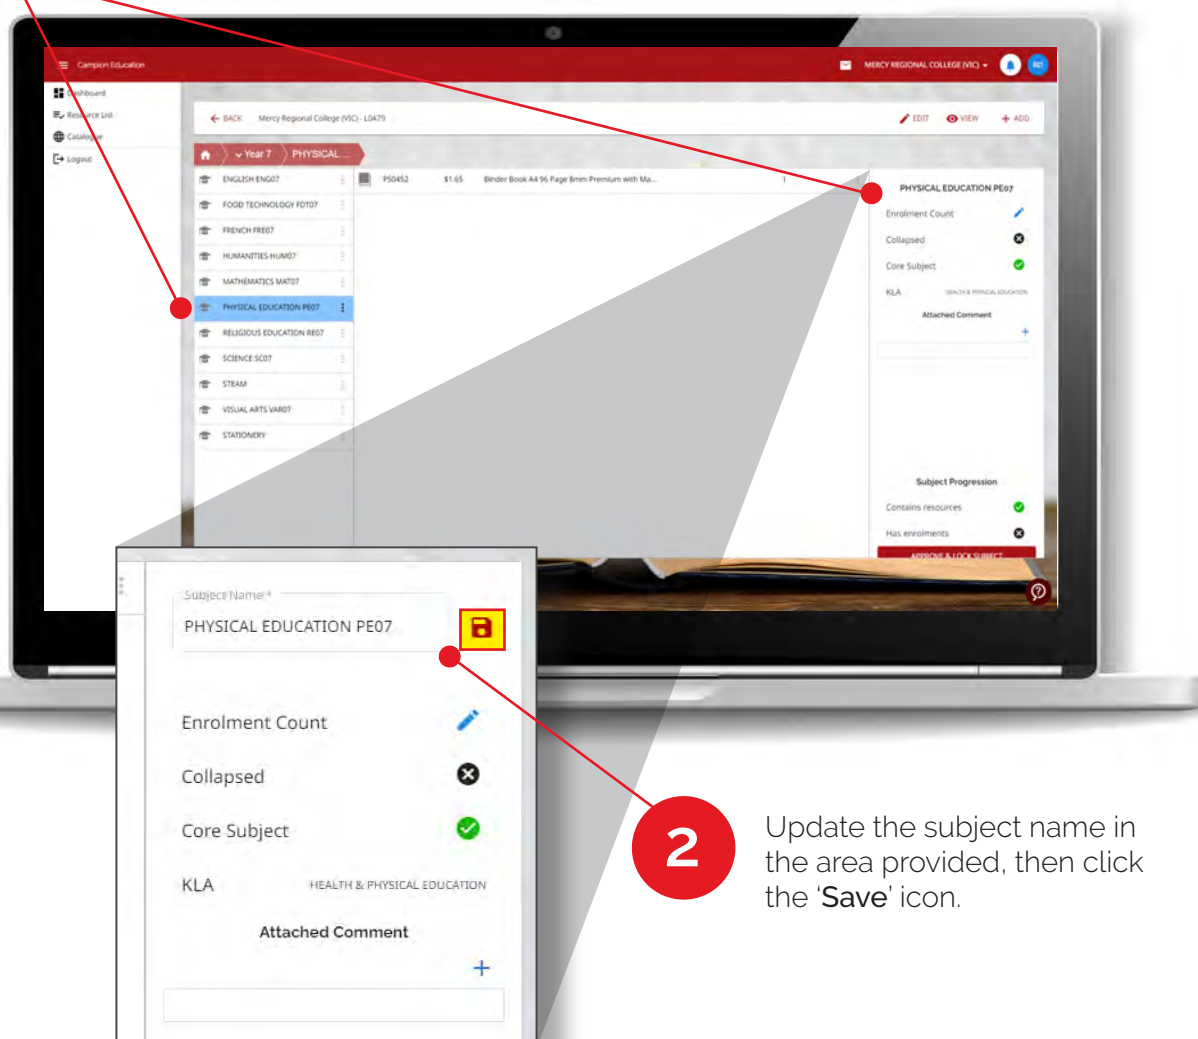 Campion Education
MERCY REGIONAL COLLEGE (VIC)
Dashboard
Resource List
Catalogue
Logout
BACK Mercy Regional College (VIC) - L0479
EDIT VIEW + ADD
Year 7 PHYSICAL ...
ENGLISH ENG07
FOOD TECHNOLOGY FDT07
FRENCH FRE07
HUMANITIES HUM07
MATHEMATICS MAT07
PHYSICAL EDUCATION PE07
RELIGIOUS EDUCATION RE07
SCIENCE SC07
STEAM
VISUAL ARTS VAR07
STATIONERY
PS0452 $1.65 Binder Book A4 96 Page 8mm Premium with Ma... 1
PHYSICAL EDUCATION PE07
Enrolment Count
Collapsed
Core Subject
KLA HEALTH & PHYSICAL EDUCATION
Attached Comment
+
Subject Progression
Contains resources
Has enrolments
APPROVE & LOCK SUBJECT
Subject Name *
PHYSICAL EDUCATION PE07
Enrolment Count
Collapsed
Core Subject
KLA HEALTH & PHYSICAL EDUCATION
Attached Comment
+
2
Update the subject name in
the area provided, then click
the ‘Save’ icon.